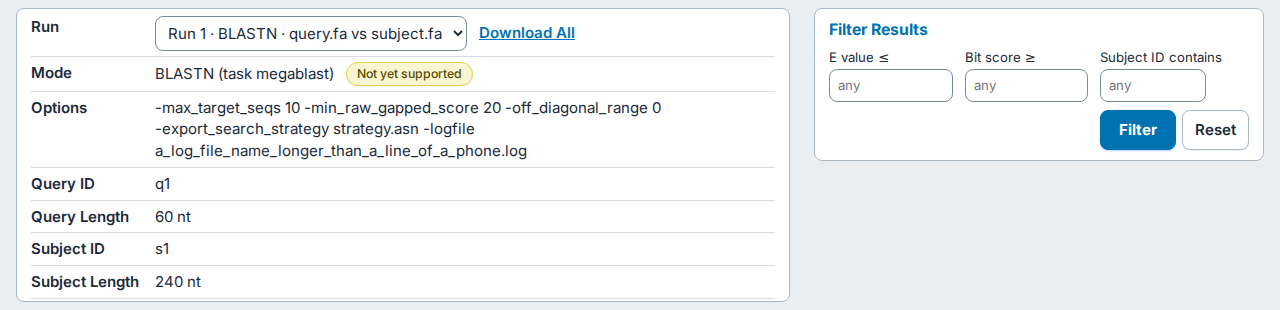 Run
Run 1 · BLASTN · query.fa vs subject.fa
Download All
Mode
BLASTN (task megablast)
Not yet supported
Options
-max_target_seqs 10 -min_raw_gapped_score 20 -off_diagonal_range 0
-export_search_strategy strategy.asn -logfile
a_log_file_name_longer_than_a_line_of_a_phone.log
Query ID
q1
Query Length
60 nt
Subject ID
s1
Subject Length
240 nt
Filter Results
E value ≤
Bit score ≥
Subject ID contains
any
any
any
Filter
Reset